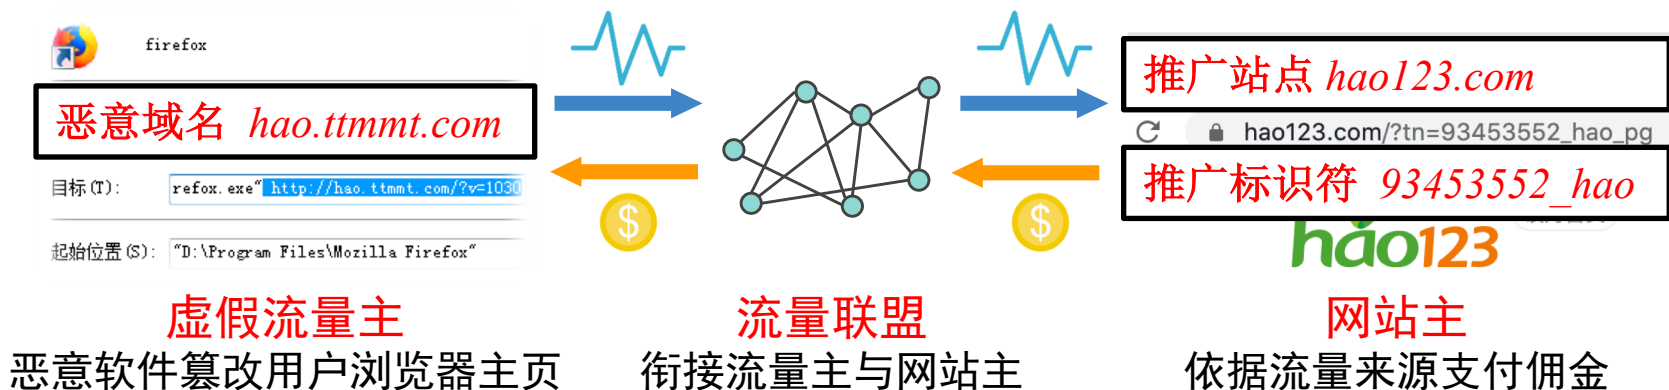 firefox
恶意域名 hao.ttmmt.com
目标(T): refox.exe" http://hao.ttmmt.com/?v=1030
起始位置(S): "D:\Program Files\Mozilla Firefox"
虚假流量主
恶意软件篡改用户浏览器主页
$
流量联盟
衔接流量主与网站主
$
推广站点 hao123.com
hao123.com/?tn=93453552_hao_pg
推广标识符 93453552_hao
hao123
网站主
依据流量来源支付佣金